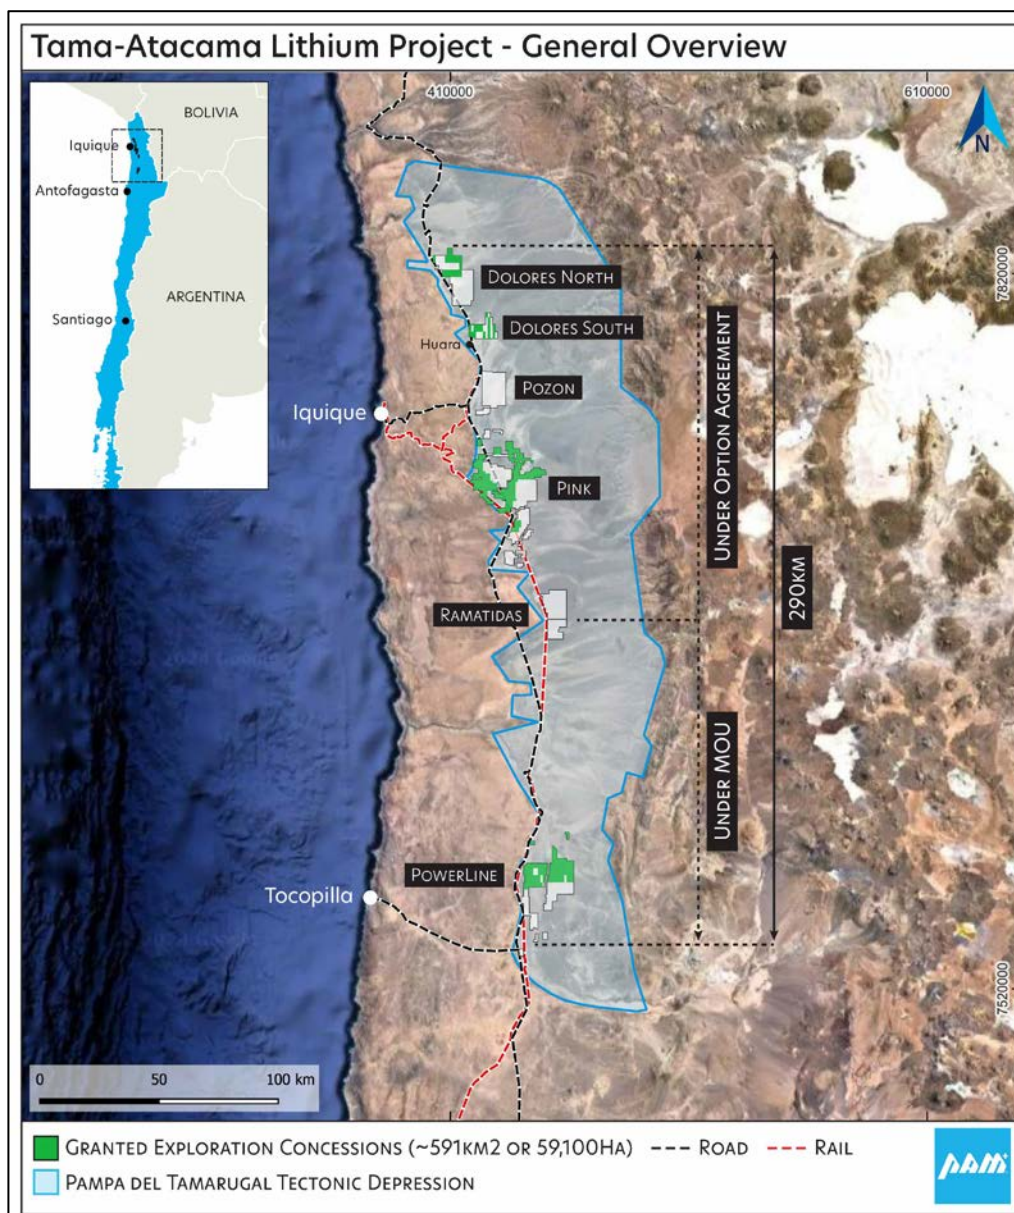 Tama-Atacama Lithium Project - General Overview
410000
610000
N
BOLIVIA
Iquique
Antofagasta
ARGENTINA
Santiago
7820000
DOLORES NORTH
DOLORES SOUTH
Huara
POZON
Iquique
PINK
UNDER OPTION AGREEMENT
290KM
RAMATIDAS
UNDER MOU
POWERLINE
Tocopilla
7520000
0 50 100 km
GRANTED EXPLORATION CONCESSIONS (~591KM2 OR 59,100HA) ROAD RAIL
PAMPA DEL TAMARUGAL TECTONIC DEPRESSION
PAM